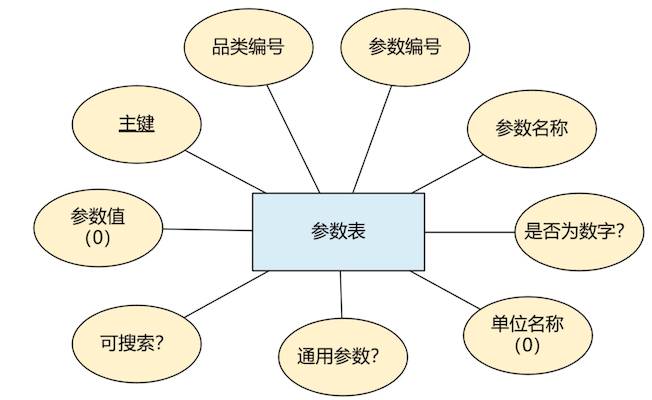 品类编号
参数编号
主键
参数名称
参数值
(0)
参数表
是否为数字?
可搜索?
通用参数?
单位名称
(0)